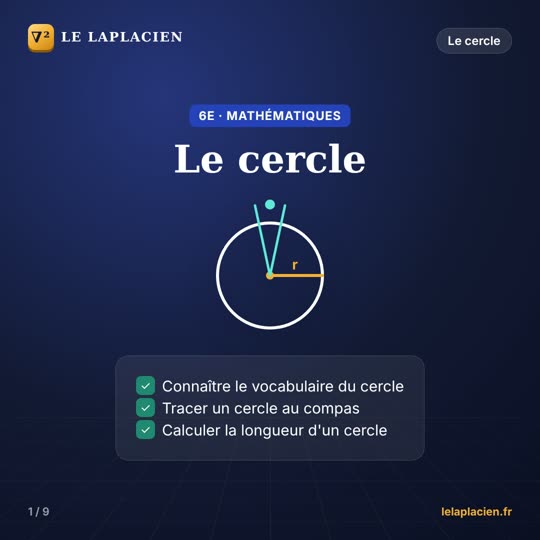 ∇² LE LAPLACIEN
Le cercle
6E · MATHÉMATIQUES
Le cercle
r
Connaître le vocabulaire du cercle
Tracer un cercle au compas
Calculer la longueur d'un cercle
1 / 9
lelaplacien.fr